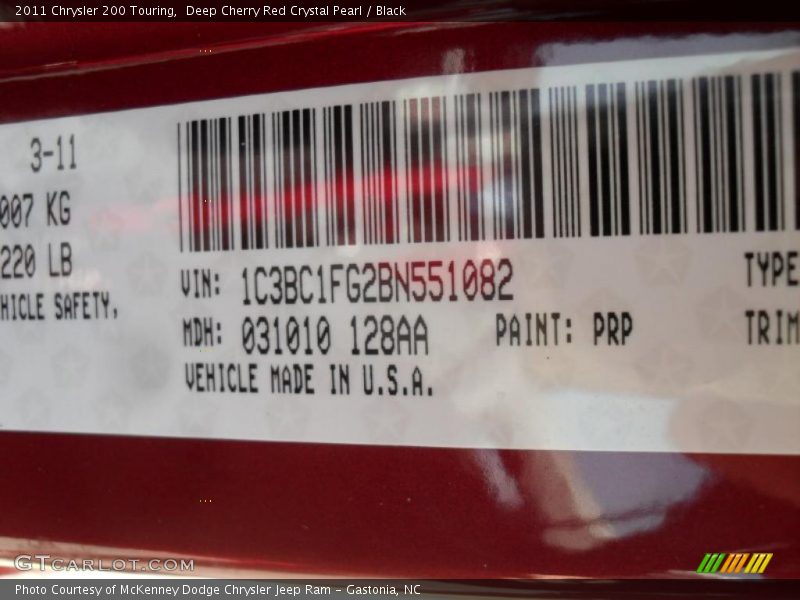 2011 Chrysler 200 Touring, Deep Cherry Red Crystal Pearl / Black
3-11
007 KG
220 LB
HICLE SAFETY.
VIN: 1C3BC1FG2BN551082
MDH: 031010 128AA
PAINT: PRP
VEHICLE MADE IN U.S.A.
TYPE
TRIM
GTCARLOT.COM
Photo Courtesy of McKenney Dodge Chrysler Jeep Ram - Gastonia, NC